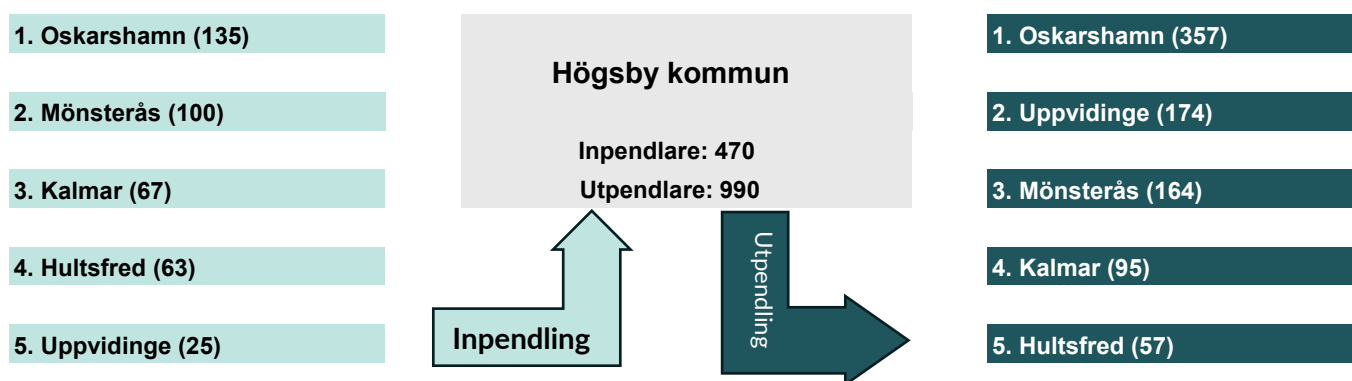 1. Oskarshamn (135)
2. Mönsterås (100)
3. Kalmar (67)
4. Hultsfred (63)
5. Uppvidinge (25)
Högsby kommun
Inpendlare: 470
Utpendlare: 990
Inpendling
Utpendling
1. Oskarshamn (357)
2. Uppvidinge (174)
3. Mönsterås (164)
4. Kalmar (95)
5. Hultsfred (57)